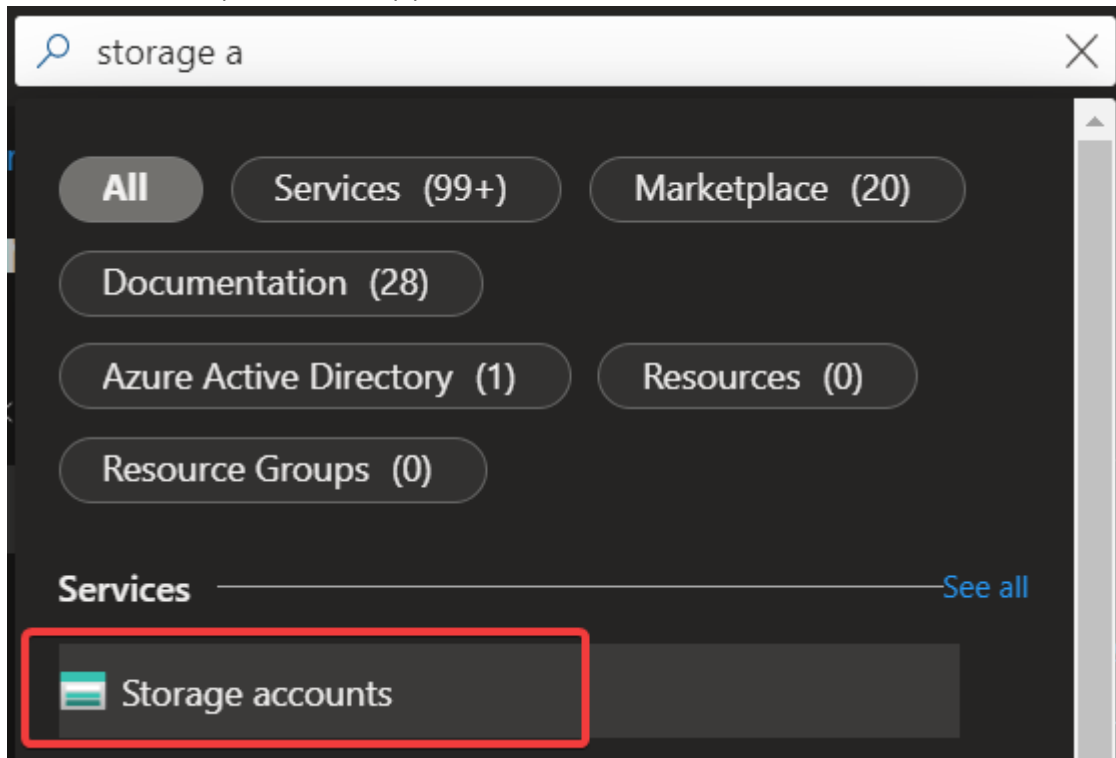 storage a
All Services (99+) Marketplace (20)
Documentation (28)
Azure Active Directory (1) Resources (0)
Resource Groups (0)
Services See all
Storage accounts